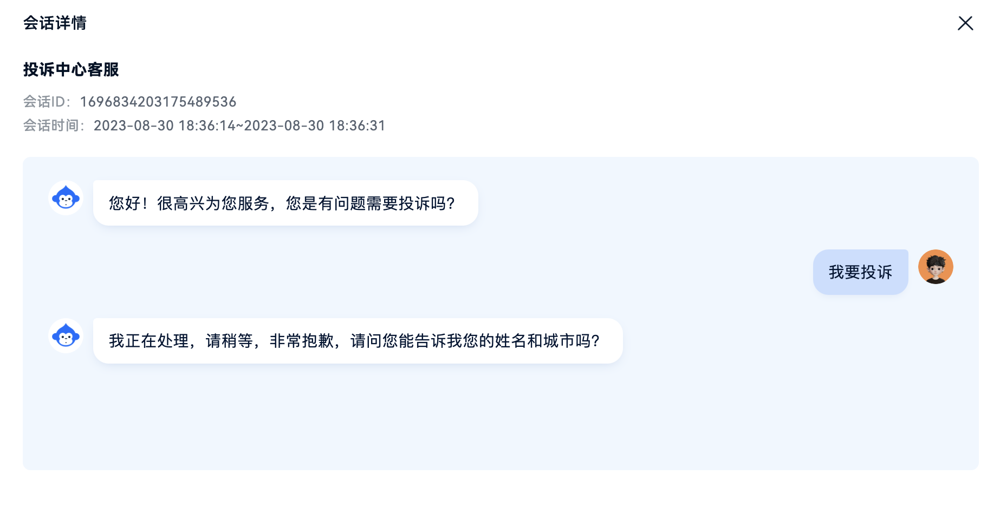 会话详情
投诉中心客服
会话ID：1696834203175489536
会话时间：2023-08-30 18:36:14~2023-08-30 18:36:31
您好！很高兴为您服务，您是有问题需要投诉吗？
我要投诉
我正在处理，请稍等，非常抱歉，请问您能告诉我您的姓名和城市吗？